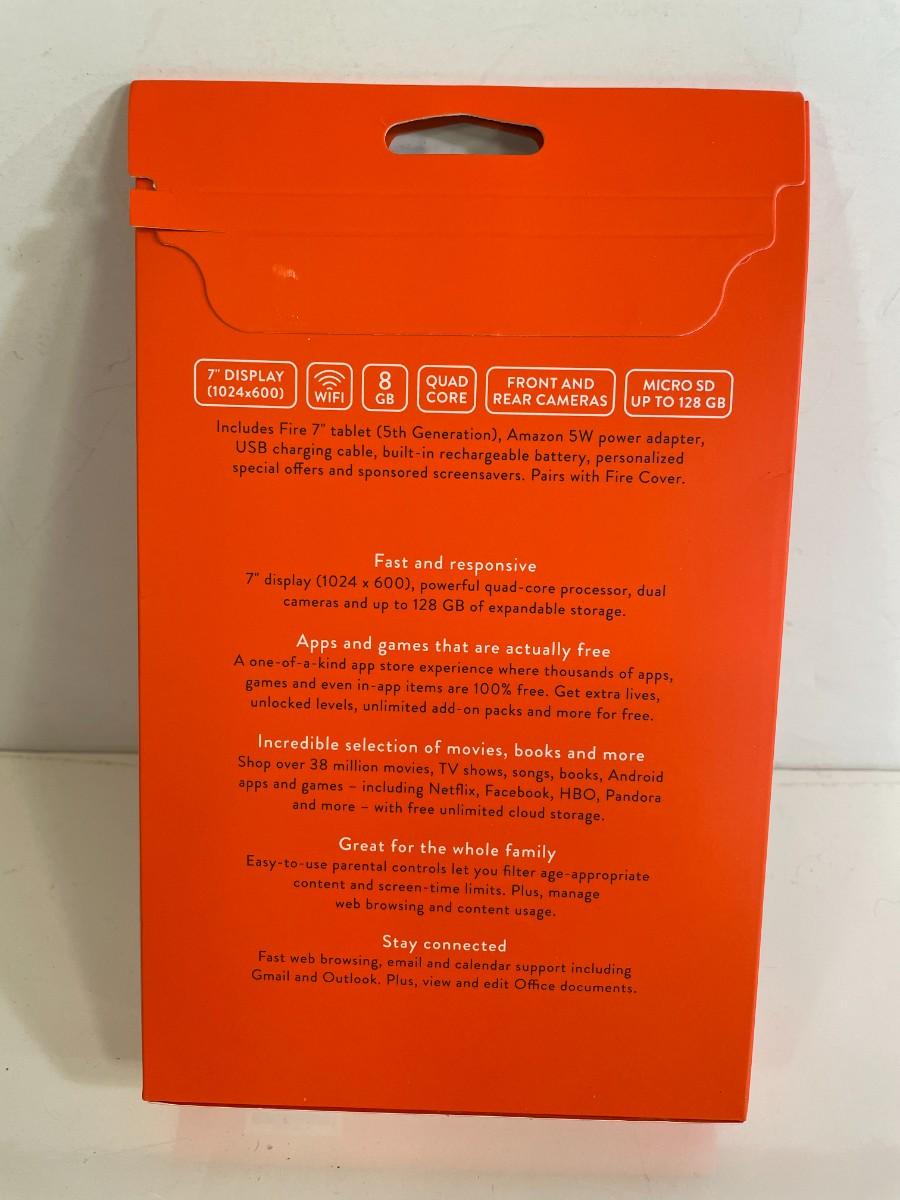 7" DISPLAY
(1024x600)
WIFI
8
GB
QUAD
CORE
FRONT AND
REAR CAMERAS
MICRO SD
UP TO 128 GB
Includes Fire 7" tablet (5th Generation), Amazon 5W power adapter,
USB charging cable, built-in rechargeable battery, personalized
special offers and sponsored screensavers. Pairs with Fire Cover.
Fast and responsive
7" display (1024 x 600), powerful quad-core processor, dual
cameras and up to 128 GB of expandable storage.
Apps and games that are actually free
A one-of-a-kind app store experience where thousands of apps,
games and even in-app items are 100% free. Get extra lives,
unlocked levels, unlimited add-on packs and more for free.
Incredible selection of movies, books and more
Shop over 38 million movies, TV shows, songs, books, Android
apps and games – including Netflix, Facebook, HBO, Pandora
and more – with free unlimited cloud storage.
Great for the whole family
Easy-to-use parental controls let you filter age-appropriate
content and screen-time limits. Plus, manage
web browsing and content usage.
Stay connected
Fast web browsing, email and calendar support including
Gmail and Outlook. Plus, view and edit Office documents.